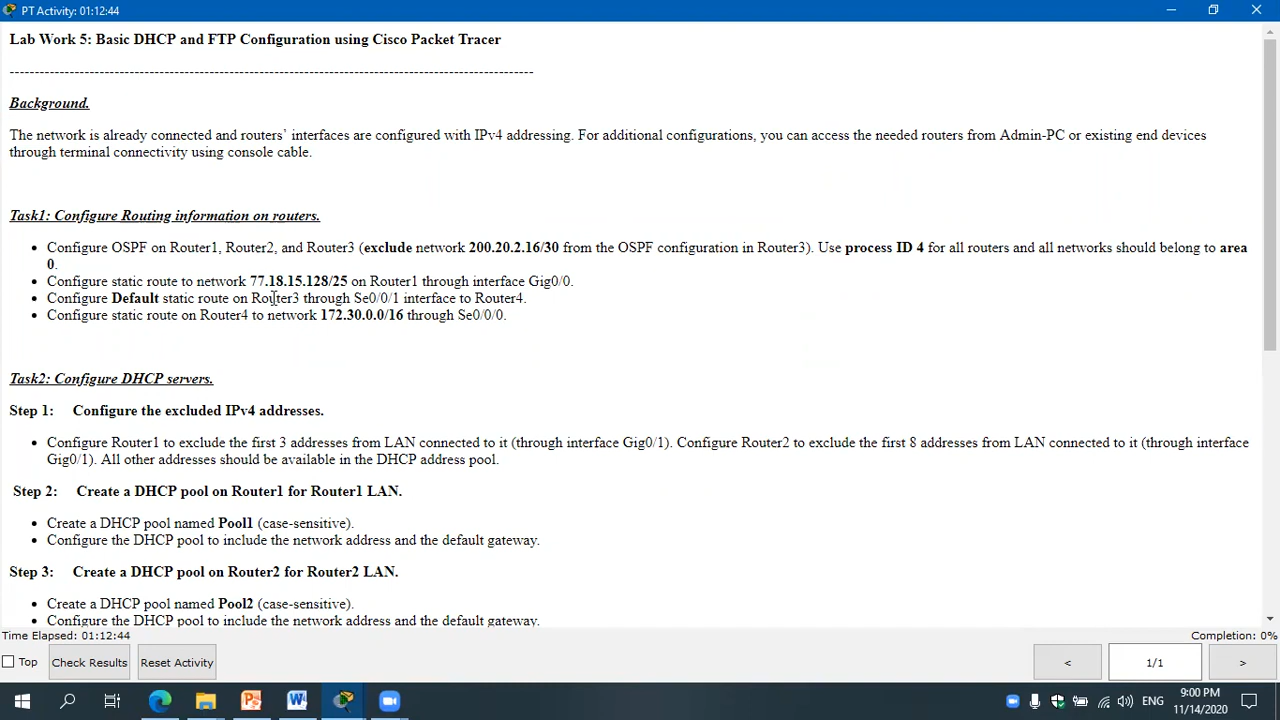 PT Activity: 01:12:44
Lab Work 5: Basic DHCP and FTP Configuration using Cisco Packet Tracer
--------------------------------------------------------------------------------------------------------
Background.
The network is already connected and routers’ interfaces are configured with IPv4 addressing. For additional configurations, you can access the needed routers from Admin-PC or existing end devices
through terminal connectivity using console cable.
Task1: Configure Routing information on routers.
• Configure OSPF on Router1, Router2, and Router3 (exclude network 200.20.2.16/30 from the OSPF configuration in Router3). Use process ID 4 for all routers and all networks should belong to area
0.
• Configure static route to network 77.18.15.128/25 on Router1 through interface Gig0/0.
• Configure Default static route on Router3 through Se0/0/1 interface to Router4.
• Configure static route on Router4 to network 172.30.0.0/16 through Se0/0/0.
Task2: Configure DHCP servers.
Step 1: Configure the excluded IPv4 addresses.
• Configure Router1 to exclude the first 3 addresses from LAN connected to it (through interface Gig0/1). Configure Router2 to exclude the first 8 addresses from LAN connected to it (through interface
Gig0/1). All other addresses should be available in the DHCP address pool.
Step 2: Create a DHCP pool on Router1 for Router1 LAN.
• Create a DHCP pool named Pool1 (case-sensitive).
• Configure the DHCP pool to include the network address and the default gateway.
Step 3: Create a DHCP pool on Router2 for Router2 LAN.
• Create a DHCP pool named Pool2 (case-sensitive).
• Configure the DHCP pool to include the network address and the default gateway.
Time Elapsed: 01:12:44 Completion: 0%
Top Check Results Reset Activity < 1/1 >
ENG 9:00 PM
11/14/2020